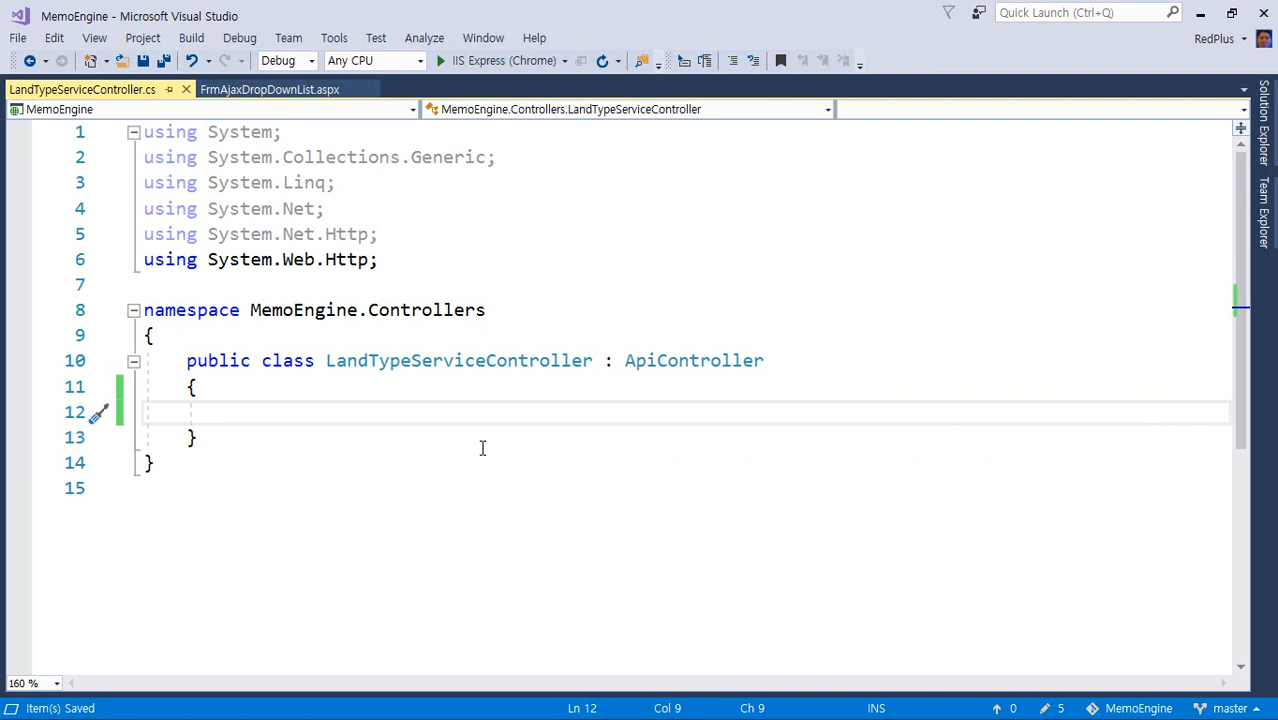 MemoEngine - Microsoft Visual Studio
Quick Launch (Ctrl+Q)
File Edit View Project Build Debug Team Tools Test Analyze Window Help
RedPlus
Debug Any CPU IIS Express (Chrome)
LandTypeServiceController.cs FrmAjaxDropDownList.aspx
MemoEngine MemoEngine.Controllers.LandTypeServiceController
1 using System;
2 using System.Collections.Generic;
3 using System.Linq;
4 using System.Net;
5 using System.Net.Http;
6 using System.Web.Http;
7
8 namespace MemoEngine.Controllers
9 {
10 public class LandTypeServiceController : ApiController
11 {
12
13 }
14 }
15
Solution Explorer
Team Explorer
160 %
Item(s) Saved Ln 12 Col 9 Ch 9 INS 0 5 MemoEngine master